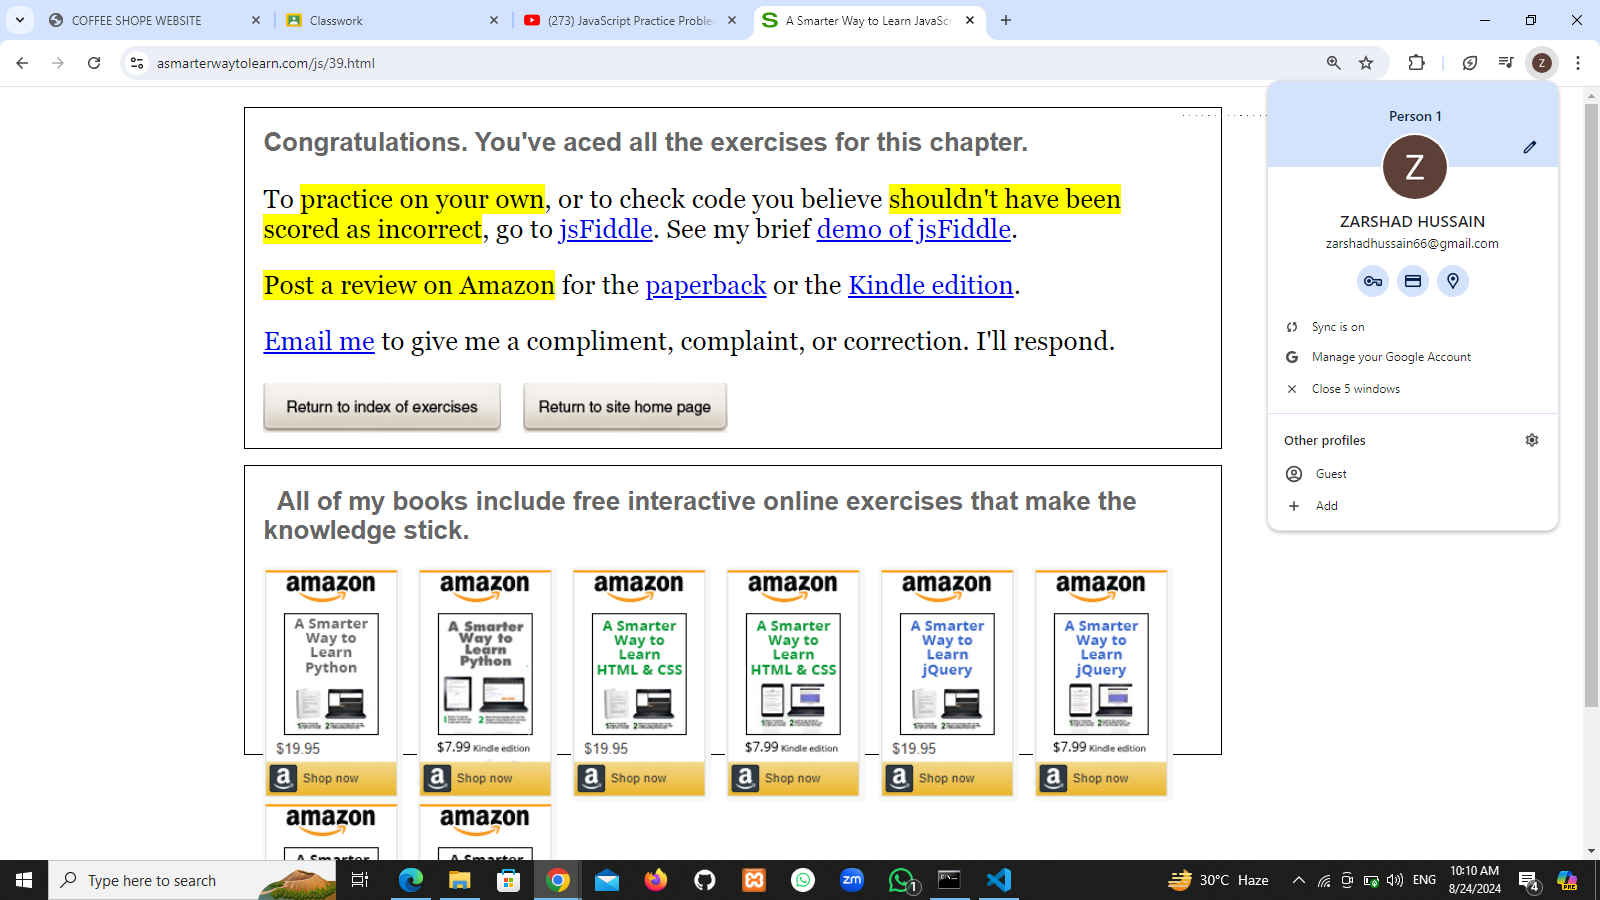 COFFEE SHOPE WEBSITE
Classwork
(273) JavaScript Practice Proble
A Smarter Way to Learn JavaScr
asmarterwaytolearn.com/js/39.html
Z
Congratulations. You've aced all the exercises for this chapter.
To practice on your own, or to check code you believe shouldn't have been
scored as incorrect, go to jsFiddle. See my brief demo of jsFiddle.
Post a review on Amazon for the paperback or the Kindle edition.
Email me to give me a compliment, complaint, or correction. I'll respond.
Return to index of exercises
Return to site home page
Person 1
Z
ZARSHAD HUSSAIN
zarshadhussain66@gmail.com
Sync is on
Manage your Google Account
Close 5 windows
Other profiles
Guest
Add
All of my books include free interactive online exercises that make the
knowledge stick.
amazon
A Smarter
Way to
Learn
Python
$19.95
Shop now
amazon
A Smarter
Way to
Learn
Python
$7.99 Kindle edition
Shop now
amazon
A Smarter
Way to
Learn
HTML & CSS
$19.95
Shop now
amazon
A Smarter
Way to
Learn
HTML & CSS
$7.99 Kindle edition
Shop now
amazon
A Smarter
Way to
Learn
jQuery
$19.95
Shop now
amazon
A Smarter
Way to
Learn
jQuery
$7.99 Kindle edition
Shop now
amazon
A Smarter
amazon
A Smarter
Type here to search
zm
1
30°C Haze
ENG
10:10 AM
8/24/2024
4
PRE